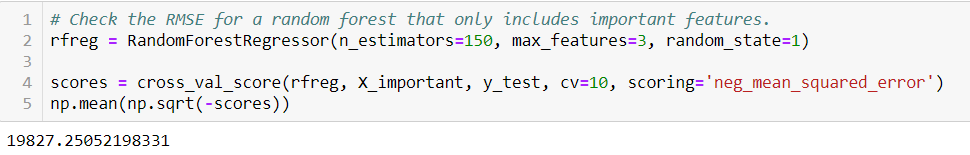 1 # Check the RMSE for a random forest that only includes important features.
2 rfreg = RandomForestRegressor(n_estimators=150, max_features=3, random_state=1)
3
4 scores = cross_val_score(rfreg, X_important, y_test, cv=10, scoring='neg_mean_squared_error')
5 np.mean(np.sqrt(-scores))
19827.25052198331